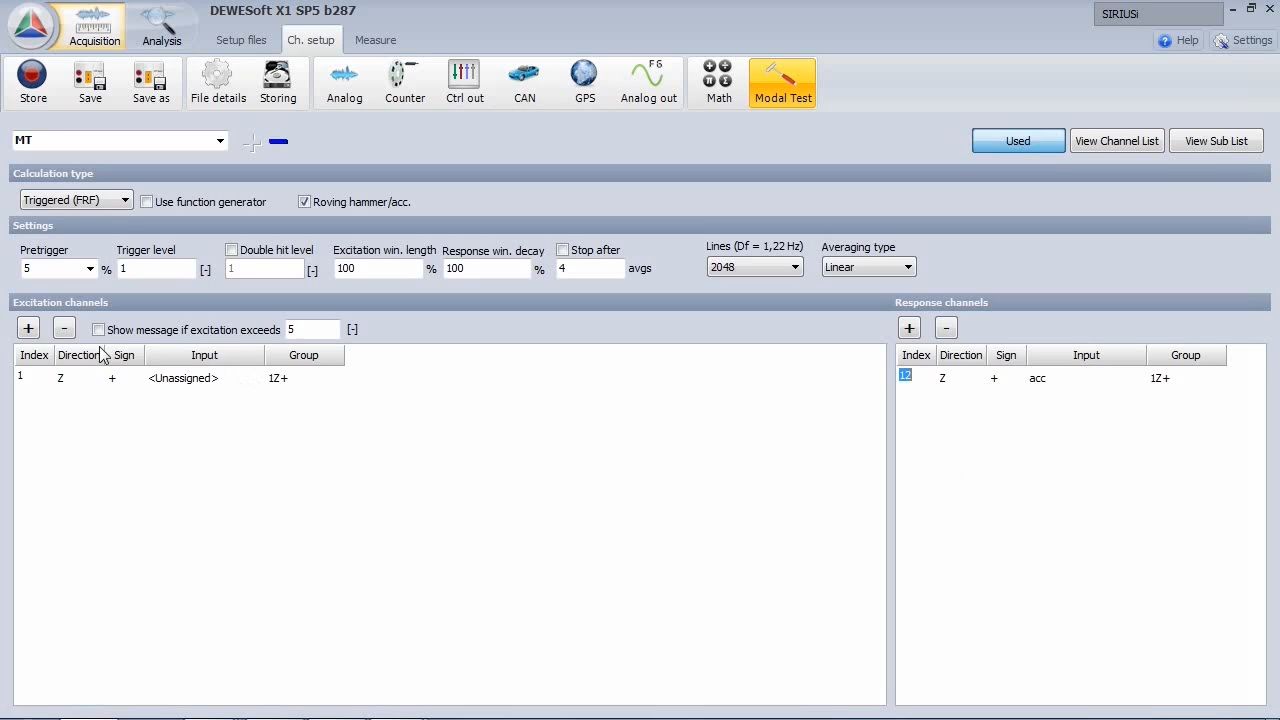 DEWESoft X1 SP5 b287
SIRIUSi
Acquisition Analysis Setup files Ch. setup Measure Help Settings
Store Save Save as File details Storing Analog Counter Ctrl out CAN GPS FG Analog out Math Modal Test
MT Used View Channel List View Sub List
Calculation type
Triggered (FRF) Use function generator Roving hammer/acc.
Settings
Pretrigger Trigger level Double hit level Excitation win. length Response win. decay Stop after Lines (Df = 1,22 Hz) Averaging type
5 % 1 [-] 1 [-] 100 % 100 % 4 avgs 2048 Linear
Excitation channels Response channels
+ - Show message if excitation exceeds 5 [-] + -
Index Direction Sign Input Group Index Direction Sign Input Group
1 Z + <Unassigned> 1Z+ 12 Z + acc 1Z+